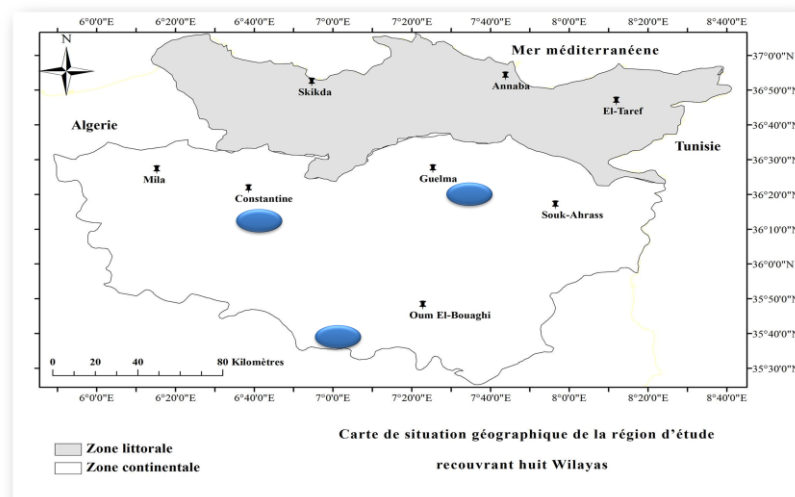 6°0'0"E 6°20'0"E 6°40'0"E 7°0'0"E 7°20'0"E 7°40'0"E 8°0'0"E 8°20'0"E 8°40'0"E
N
Mer méditerranéene
37°0'0"N
Annaba
Skikda
36°50'0"N
El-Taref
Algerie
36°40'0"N
Tunisie
36°30'0"N
Mila
Guelma
Constantine
36°20'0"N
Souk-Ahrass
36°10'0"N
36°0'0"N
35°50'0"N
Oum El-Bouaghi
35°40'0"N
0 20 40 80 Kilomètres
35°30'0"N
6°0'0"E 6°20'0"E 6°40'0"E 7°0'0"E 7°20'0"E 7°40'0"E 8°0'0"E 8°20'0"E 8°40'0"E
Zone littorale
Zone continentale
Carte de situation géographique de la région d'étude
recouvrant huit Wilayas